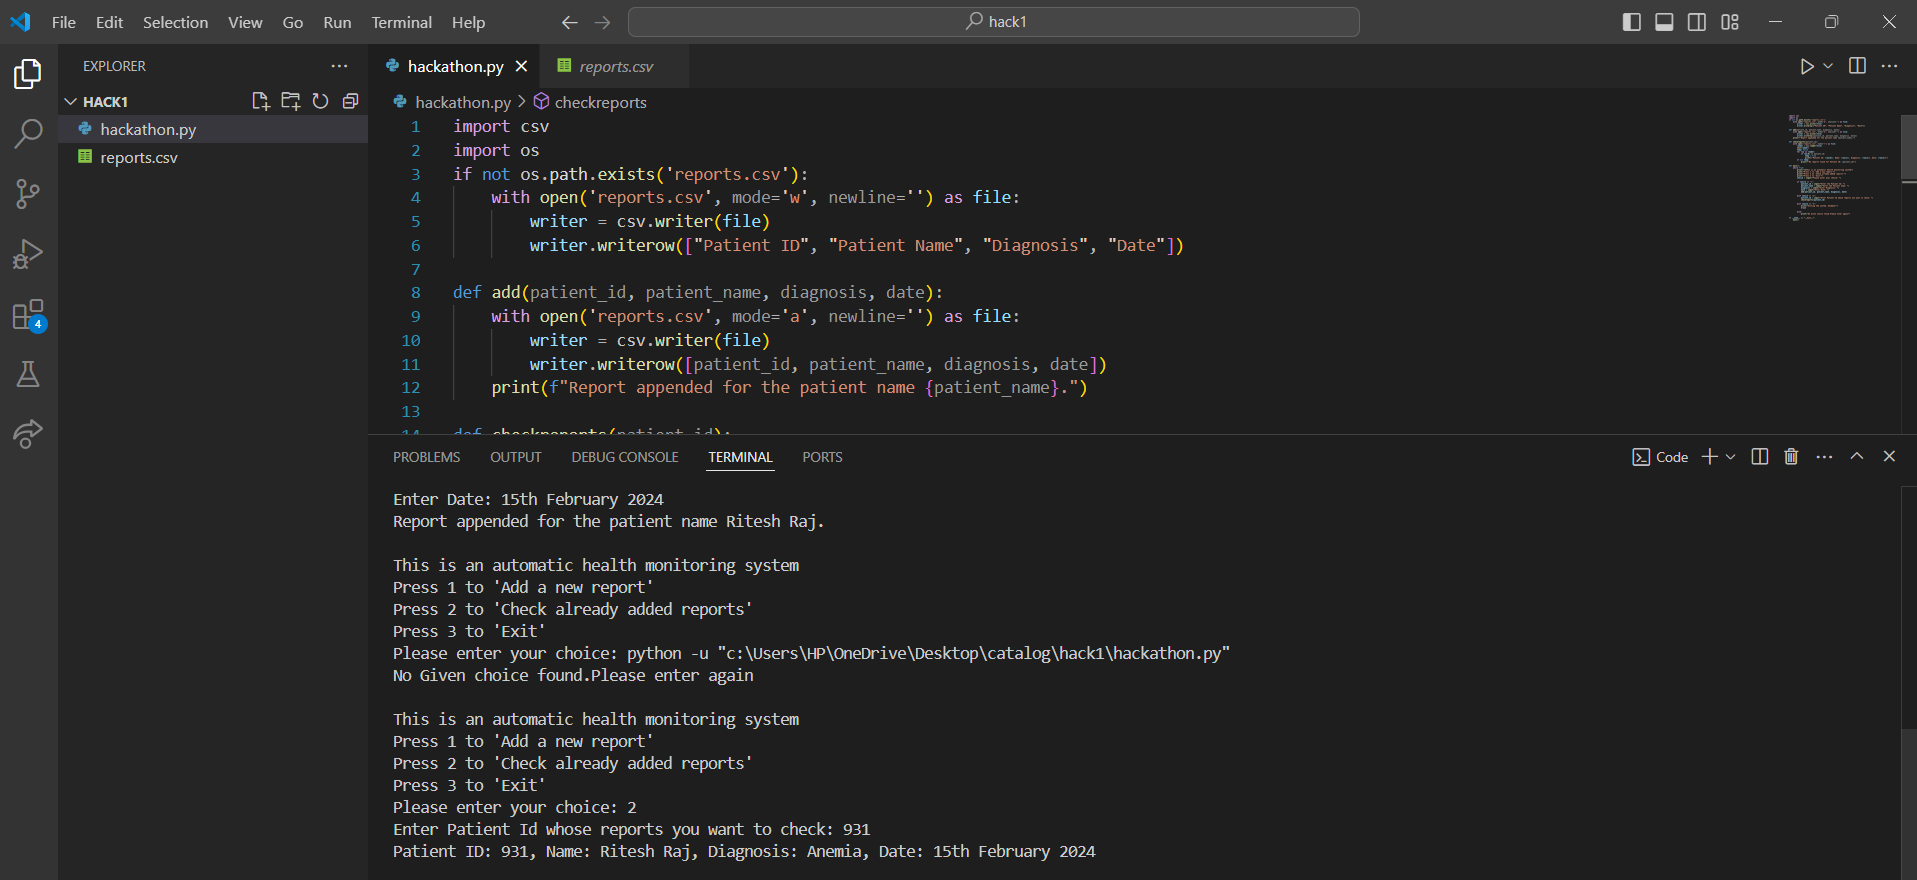 File Edit Selection View Go Run Terminal Help
hack1
EXPLORER
HACK1
hackathon.py
reports.csv
4
hackathon.py
reports.csv
hackathon.py > checkreports
1 import csv
2 import os
3 if not os.path.exists('reports.csv'):
4 with open('reports.csv', mode='w', newline='') as file:
5 writer = csv.writer(file)
6 writer.writerow(["Patient ID", "Patient Name", "Diagnosis", "Date"])
7
8 def add(patient_id, patient_name, diagnosis, date):
9 with open('reports.csv', mode='a', newline='') as file:
10 writer = csv.writer(file)
11 writer.writerow([patient_id, patient_name, diagnosis, date])
12 print(f"Report appended for the patient name {patient_name}.")
13
14 def checkreports(patient_id):
PROBLEMS OUTPUT DEBUG CONSOLE TERMINAL PORTS
Code
Enter Date: 15th February 2024
Report appended for the patient name Ritesh Raj.
This is an automatic health monitoring system
Press 1 to 'Add a new report'
Press 2 to 'Check already added reports'
Press 3 to 'Exit'
Please enter your choice: python -u "c:\Users\HP\OneDrive\Desktop\catalog\hack1\hackathon.py"
No Given choice found.Please enter again
This is an automatic health monitoring system
Press 1 to 'Add a new report'
Press 2 to 'Check already added reports'
Press 3 to 'Exit'
Please enter your choice: 2
Enter Patient Id whose reports you want to check: 931
Patient ID: 931, Name: Ritesh Raj, Diagnosis: Anemia, Date: 15th February 2024